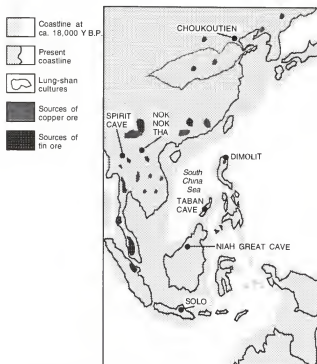 Coastline at
ca. 18,000 Y B.P.
Present
coastline
Lung-shan
cultures
Sources of
copper ore
Sources of
tin ore
CHOUKOUTIEN
SPIRIT
CAVE
NOK
NOK
THA
DIMOLIT
South
China
Sea
TABAN
CAVE
NIAH GREAT CAVE
SOLO